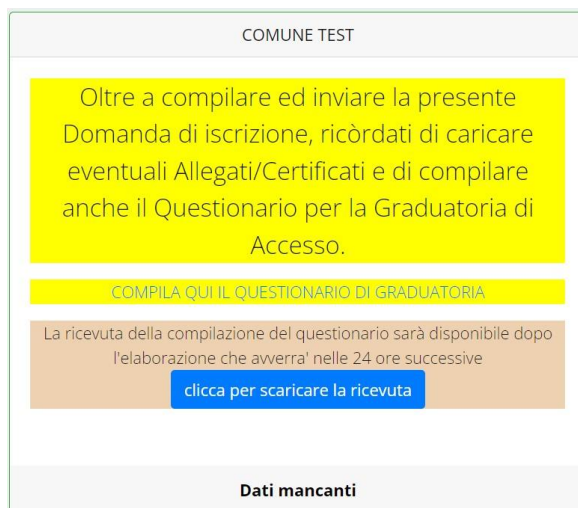 COMUNE TEST
Oltre a compilare ed inviare la presente
Domanda di iscrizione, ricòrdati di caricare
eventuali Allegati/Certificati e di compilare
anche il Questionario per la Graduatoria di
Accesso.
COMPILA QUI IL QUESTIONARIO DI GRADUATORIA
La ricevuta della compilazione del questionario sarà disponibile dopo
l'elaborazione che avverra' nelle 24 ore successive
clicca per scaricare la ricevuta
Dati mancanti